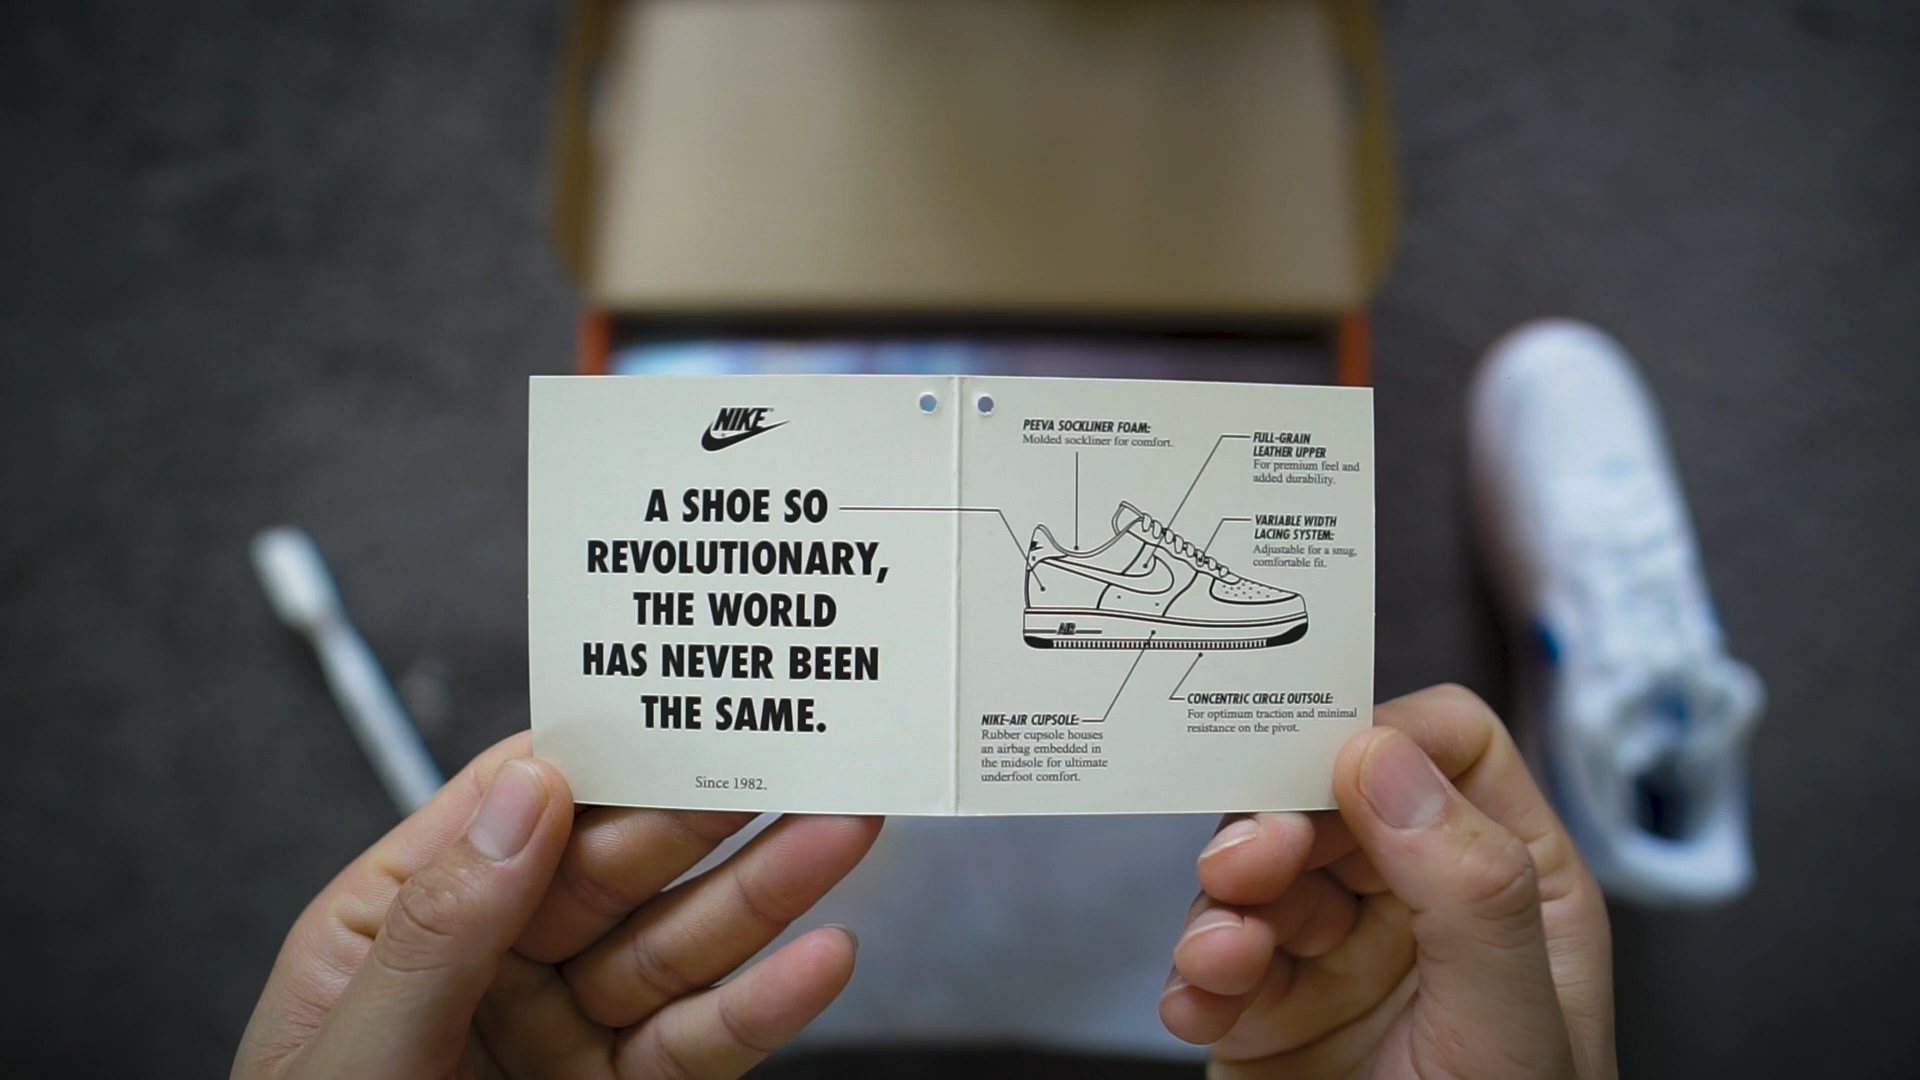 NIKE
A SHOE SO
REVOLUTIONARY,
THE WORLD
HAS NEVER BEEN
THE SAME.
Since 1982.
PEEVA SOCKLINER FOAM:
Molded sockliner for comfort.
FULL-GRAIN
LEATHER UPPER
For premium feel and
added durability.
VARIABLE WIDTH
LACING SYSTEM:
Adjustable for a snug,
comfortable fit.
AIR
CONCENTRIC CIRCLE OUTSOLE:
For optimum traction and minimal
resistance on the pivot.
NIKE-AIR CUPSOLE:
Rubber cupsole houses
an airbag embedded in
the midsole for ultimate
underfoot comfort.